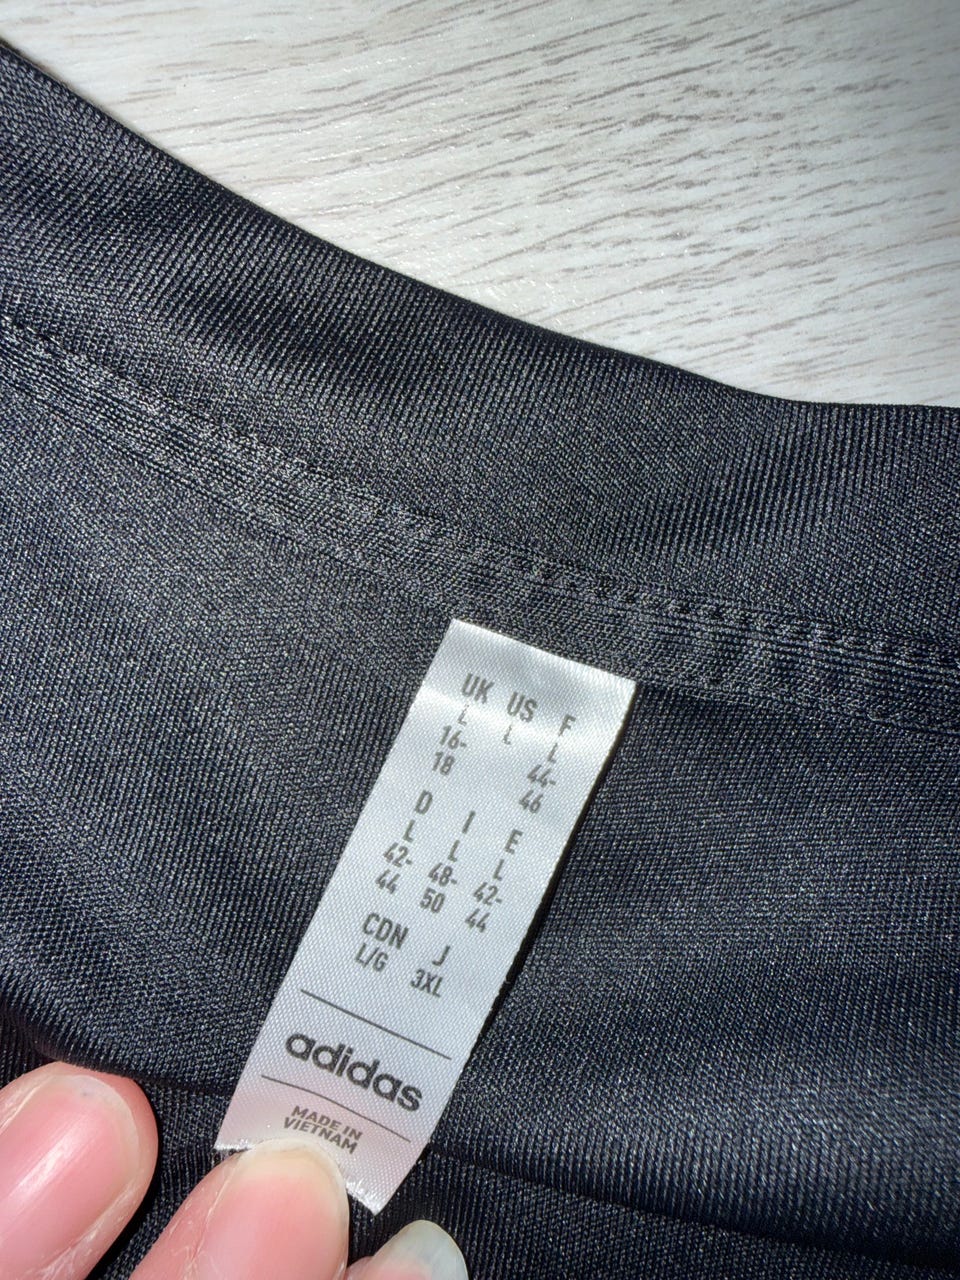 UK US F
L L L
16- 44-
18 46
D I E
L L L
42- 48- 42-
44 50 44
CDN J
L/G 3XL
adidas
MADE IN
VIETNAM